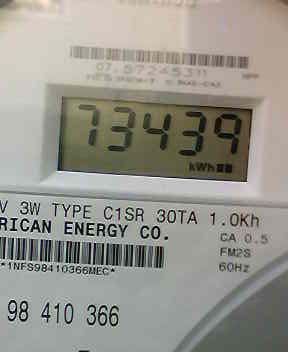 07.57245311
73439
kWh
V 3W TYPE C1SR 30TA 1.0Kh
RICAN ENERGY CO.
CA 0.5
FM2S
60Hz
*1NFS98410366MEC*
98 410 366